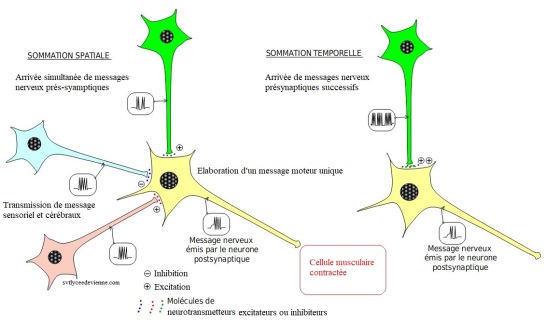 SOMMATION SPATIALE
Arrivée simultanée de messages
nerveux prés-syamptiques
SOMMATION TEMPORELLE
Arrivée de messages nerveux
présynaptiques successifs
Elaboration d'un message moteur unique
Transmission de message
sensoriel et cérébraux
Message nerveux
émis par le neurone
postsynaptique
Cellule musculaire
contractée
Message nerveux
émis par le neurone
postsynaptique
svtlyceedevienne.com
⊖ Inhibition
⊕ Excitation
Molécules de
neurotransmetteurs excitateurs ou inhibiteurs